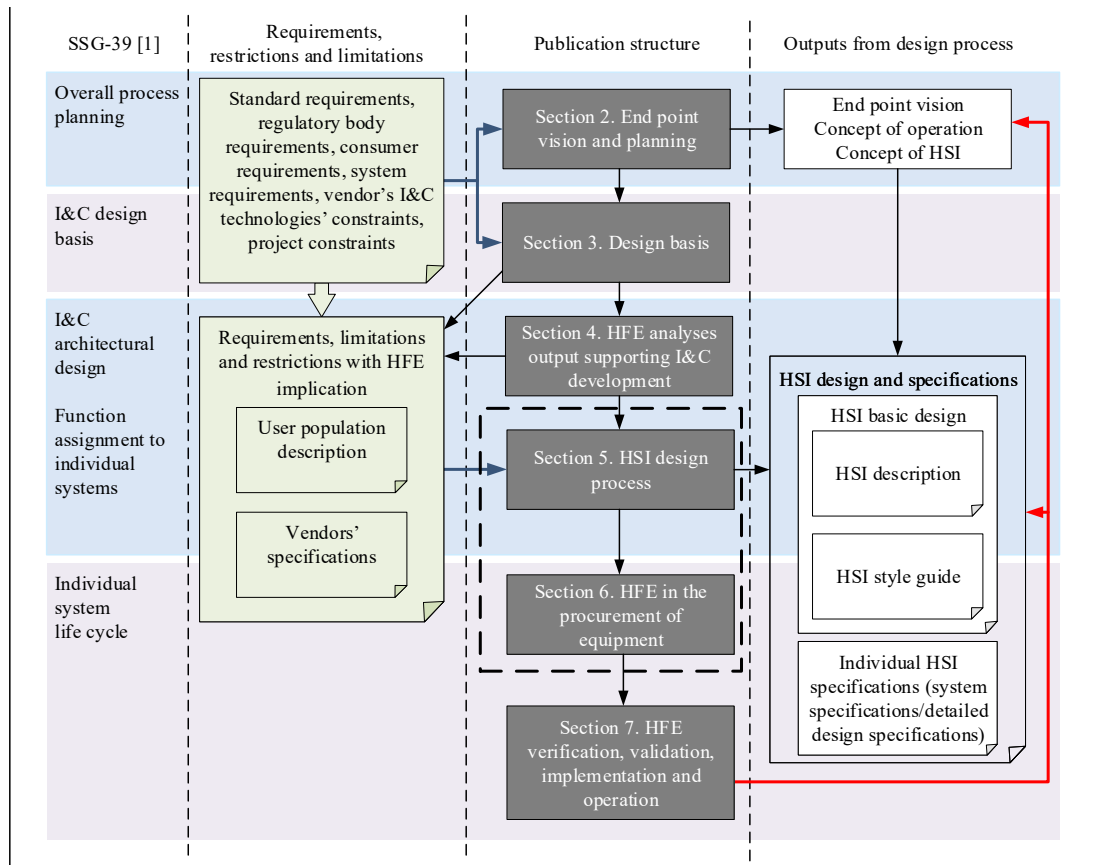 SSG-39 [1]
Requirements,
restrictions and limitations
Publication structure
Outputs from design process
Overall process
planning
Standard requirements,
regulatory body
requirements, consumer
requirements, system
requirements, vendor’s I&C
technologies’ constraints,
project constraints
Section 2. End point
vision and planning
End point vision
Concept of operation
Concept of HSI
I&C design
basis
Section 3. Design basis
I&C
architectural
design
Function
assignment to
individual
systems
Requirements, limitations
and restrictions with HFE
implication
User population
description
Vendors’
specifications
Section 4. HFE analyses
output supporting I&C
development
Section 5. HSI design
process
HSI design and specifications
HSI basic design
HSI description
HSI style guide
Individual HSI
specifications (system
specifications/detailed
design specifications)
Individual
system
life cycle
Section 6. HFE in the
procurement of
equipment
Section 7. HFE
verification, validation,
implementation and
operation